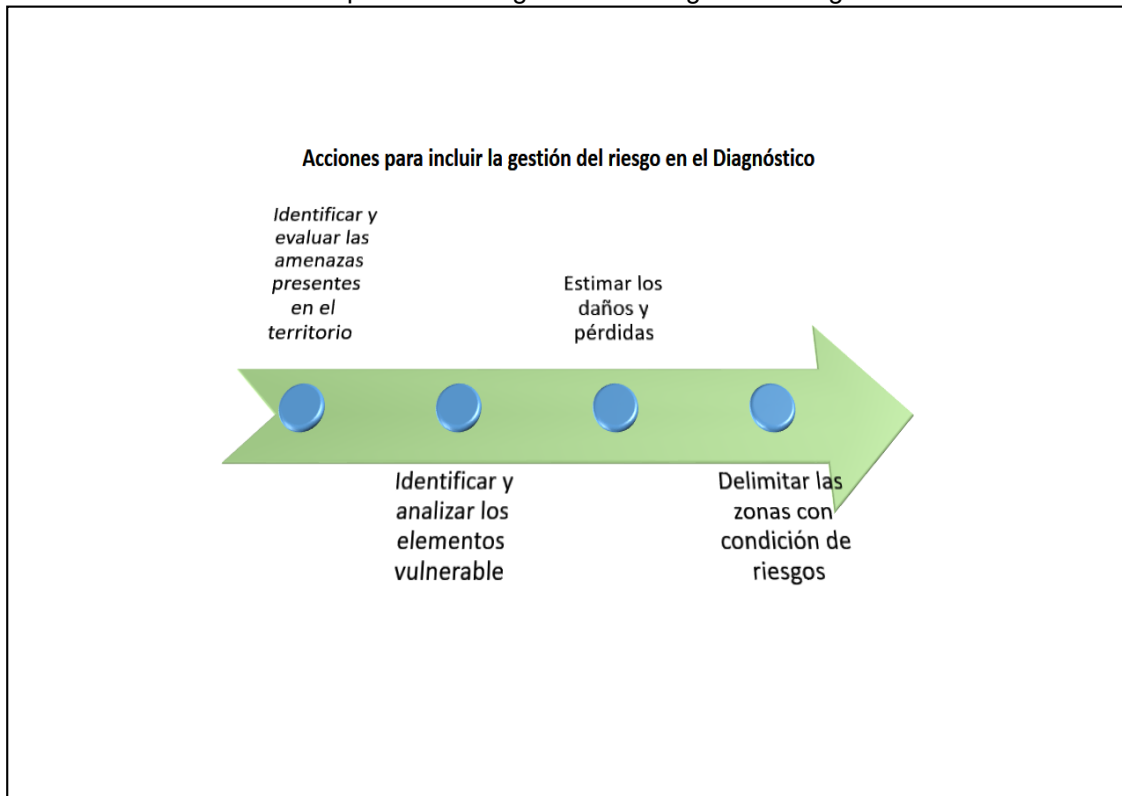 Acciones para incluir la gestión del riesgo en el Diagnóstico
Identificar y
evaluar las
amenazas
presentes
en el
territorio
Estimar los
daños y
pérdidas
Identificar y
analizar los
elementos
vulnerable
Delimitar las
zonas con
condición de
riesgos